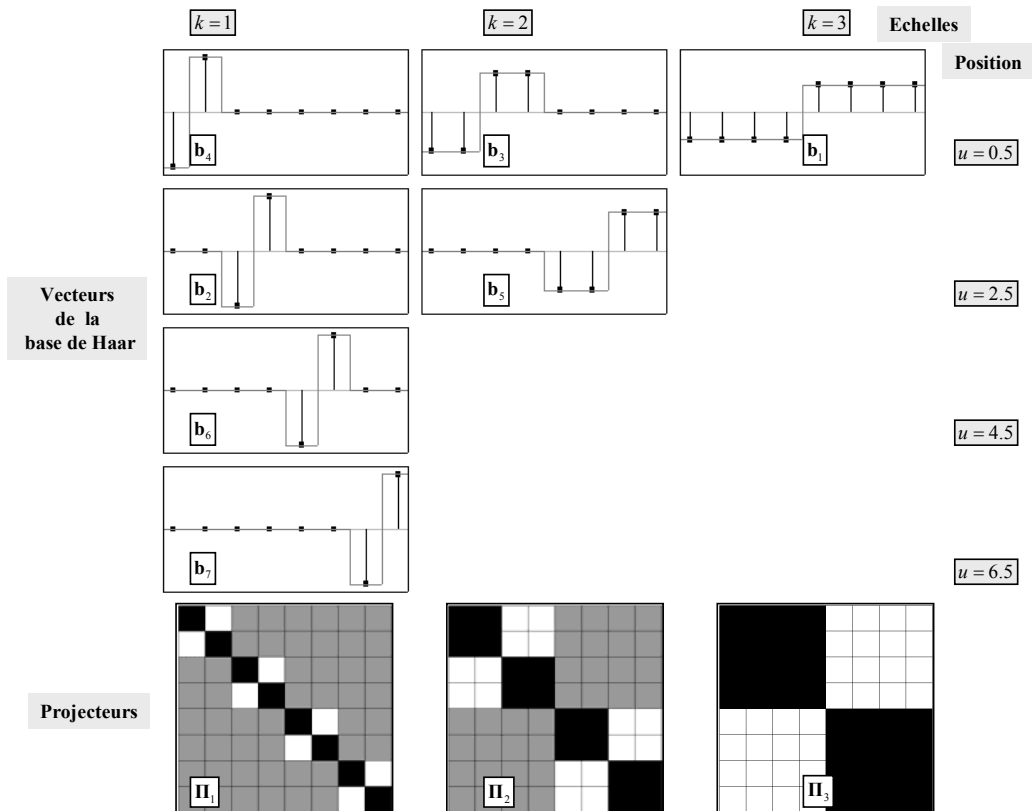 k = 1
k = 2
k = 3
Echelles
Position
b₄
b₃
b₁
u = 0.5
b₂
b₅
u = 2.5
Vecteurs
de la
base de Haar
b₆
u = 4.5
b₇
u = 6.5
Projecteurs
Π₁
Π₂
Π₃